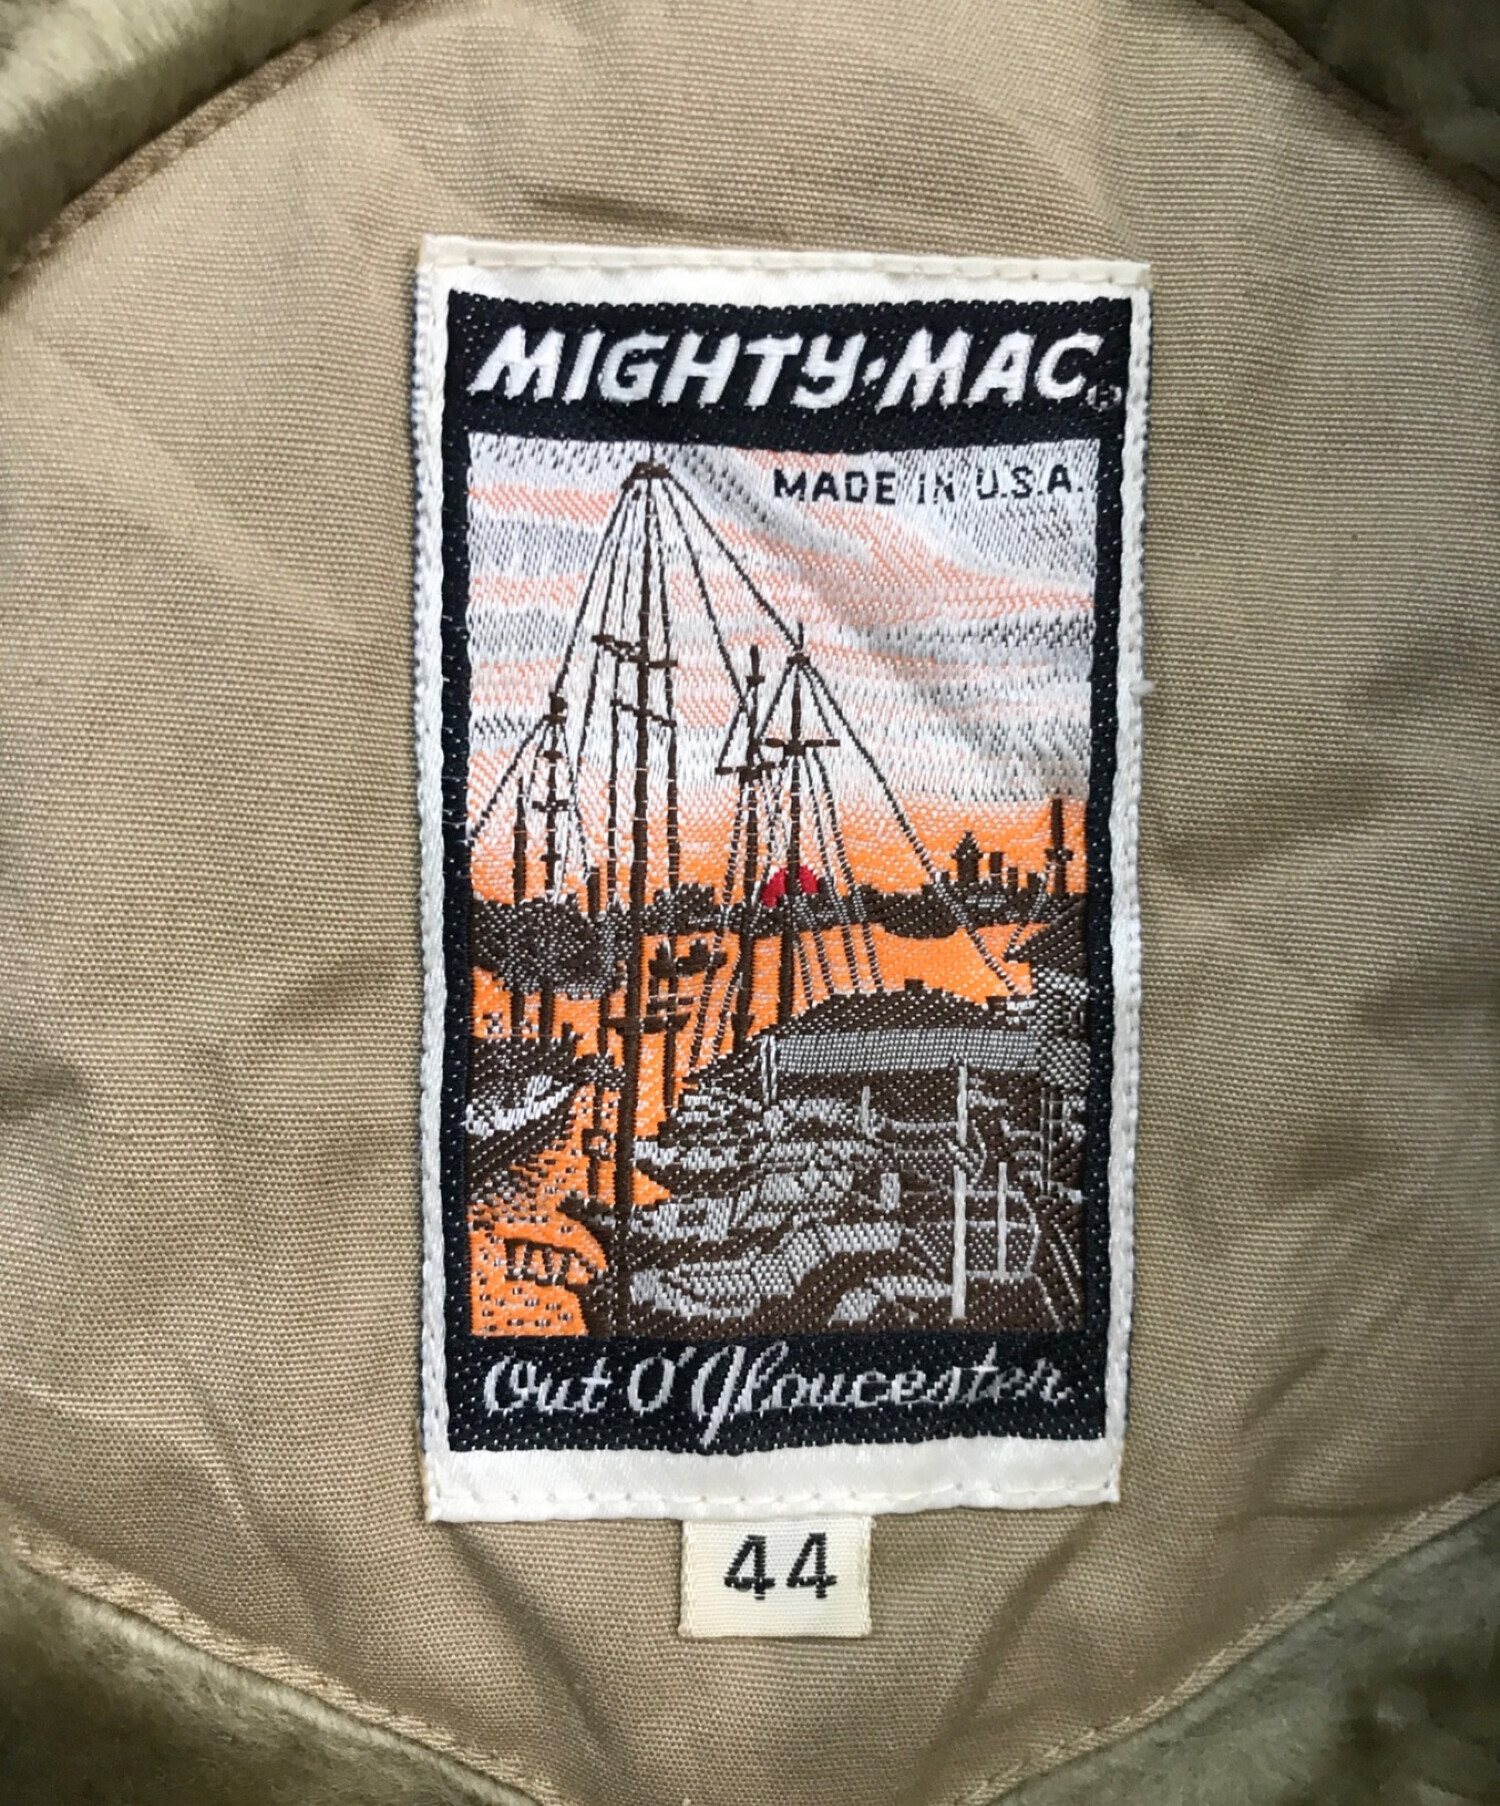 MIGHTY-MAC®
MADE IN U.S.A.
Out O'Gloucester
44